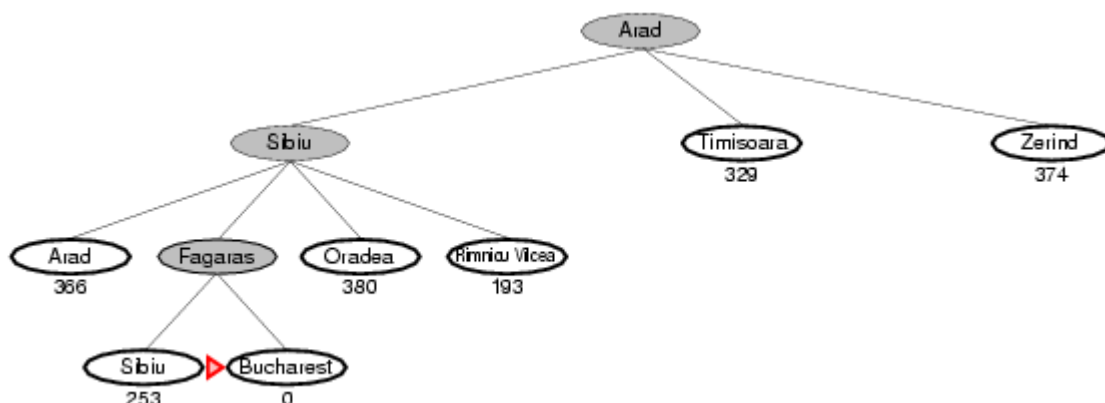 Arad
Sibiu
Timisoara
Zerind
329
374
Arad
Fagaras
Oradea
Rimnicu Vilcea
366
380
193
Sibiu
Bucharest
253
0